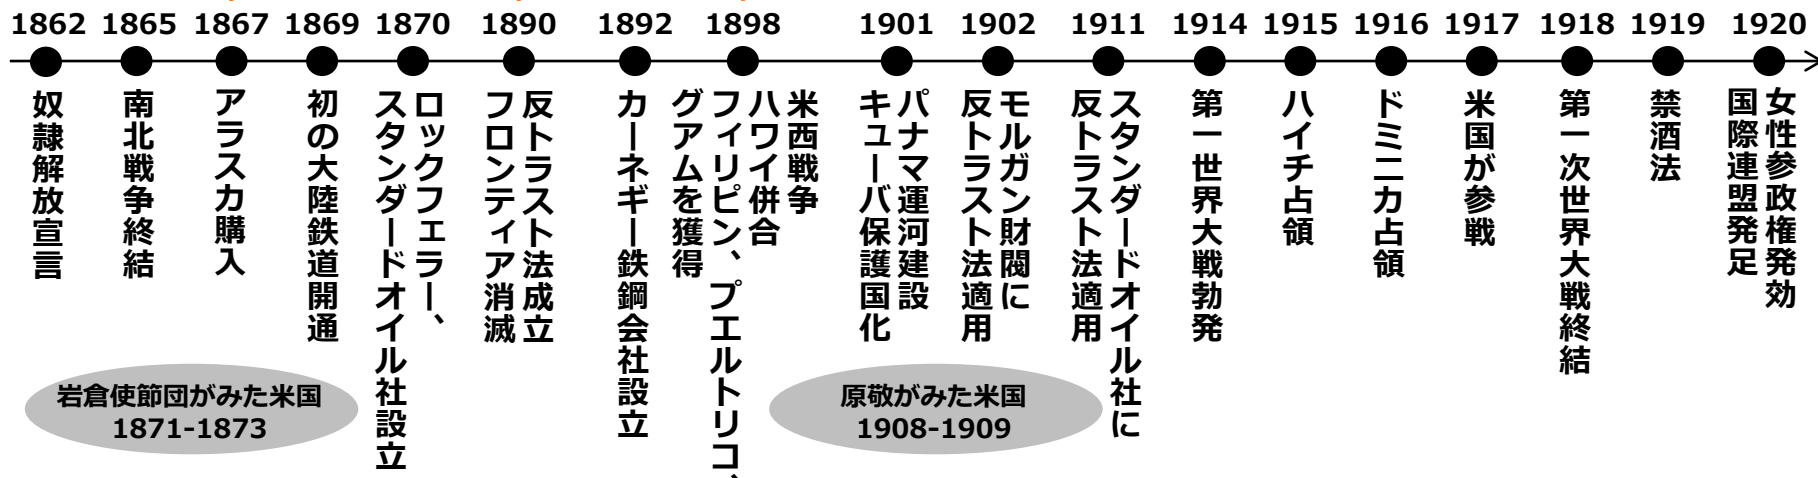 1862 1865 1867 1869 1870 1890 1892 1898 1901 1902 1911 1914 1915 1916 1917 1918 1919 1920
奴隷解放宣言
南北戦争終結
アラスカ購入
初の大陸鉄道開通
ロックフェラー、
スタンダードオイル社設立
反トラスト法成立
フロンティア消滅
カーネギー鉄鋼会社設立
米西戦争
ハワイ併合
フィリピン、プエルトリコ、
グアムを獲得
パナマ運河建設
キューバ保護国化
モルガン財閥に
反トラスト法適用
スタンダードオイル社に
反トラスト法適用
第一世界大戦勃発
ハイチ占領
ドミニカ占領
米国が参戦
第一次世界大戦終結
禁酒法
女性参政権発効
国際連盟発足
岩倉使節団がみた米国
1871-1873
原敬がみた米国
1908-1909